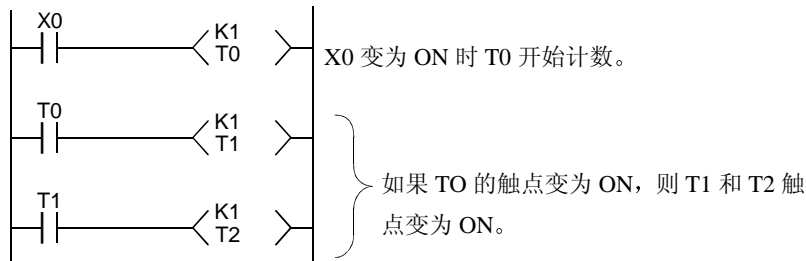 X0
K1
T0
X0 变为 ON 时 T0 开始计数。
T0
K1
T1
如果 TO 的触点变为 ON，则 T1 和 T2 触
点变为 ON。
T1
K1
T2